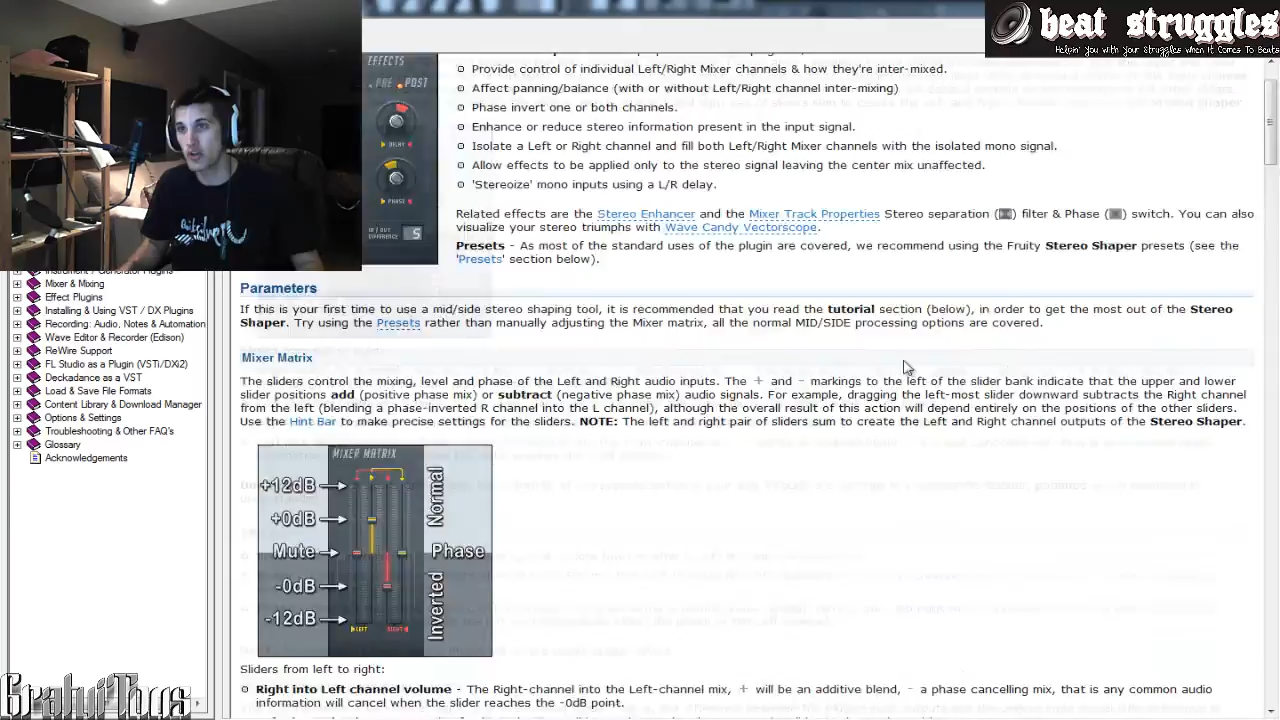 beat struggles
Helpin' you with your Struggles when it Comes To Beats
EFFECTS
PRE POST
DELAY
PHASE
IN / OUT
DIFFERENCE
Provide control of individual Left/Right Mixer channels & how they're inter-mixed.
Affect panning/balance (with or without Left/Right channel inter-mixing)
Phase invert one or both channels.
Enhance or reduce stereo information present in the input signal.
Isolate a Left or Right channel and fill both Left/Right Mixer channels with the isolated mono signal.
Allow effects to be applied only to the stereo signal leaving the center mix unaffected.
'Stereoize' mono inputs using a L/R delay.
Related effects are the Stereo Enhancer and the Mixer Track Properties Stereo separation ( ) filter & Phase ( ) switch. You can also
visualize your stereo triumphs with Wave Candy Vectorscope.
Presets - As most of the standard uses of the plugin are covered, we recommend using the Fruity Stereo Shaper presets (see the
'Presets' section below).
Instrument / Generator Plugins
Mixer & Mixing
Effect Plugins
Installing & Using VST / DX Plugins
Recording: Audio, Notes & Automation
Wave Editor & Recorder (Edison)
ReWire Support
FL Studio as a Plugin (VSTi/DXi2)
Deckadance as a VST
Load & Save File Formats
Content Library & Download Manager
Options & Settings
Troubleshooting & Other FAQ's
Glossary
Acknowledgements
Parameters
If this is your first time to use a mid/side stereo shaping tool, it is recommended that you read the tutorial section (below), in order to get the most out of the Stereo
Shaper. Try using the Presets rather than manually adjusting the Mixer matrix, all the normal MID/SIDE processing options are covered.
Mixer Matrix
The sliders control the mixing, level and phase of the Left and Right audio inputs. The + and - markings to the left of the slider bank indicate that the upper and lower
slider positions add (positive phase mix) or subtract (negative phase mix) audio signals. For example, dragging the left-most slider downward subtracts the Right channel
from the left (blending a phase-inverted R channel into the L channel), although the overall result of this action will depend entirely on the positions of the other sliders.
Use the Hint Bar to make precise settings for the sliders. NOTE: The left and right pair of sliders sum to create the Left and Right channel outputs of the Stereo Shaper.
MIXER MATRIX
+12dB
+0dB
Mute
-0dB
-12dB
Normal
Phase
Inverted
LEFT RIGHT
Sliders from left to right:
Right into Left channel volume - The Right-channel into the Left-channel mix, + will be an additive blend, - a phase cancelling mix, that is any common audio
information will cancel when the slider reaches the -0dB point.
GratuiTous